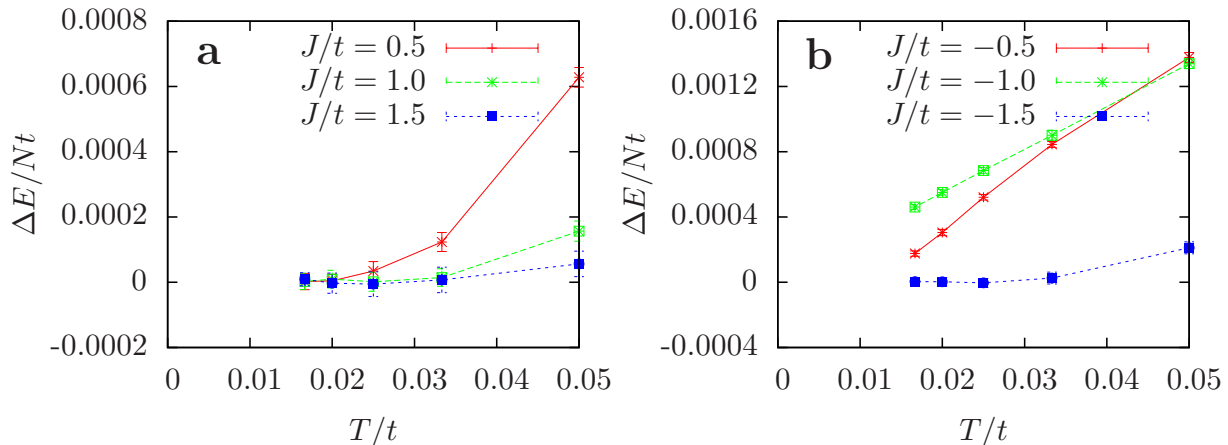 a
J/t = 0.5
J/t = 1.0
J/t = 1.5
0.0008
0.0006
0.0004
0.0002
0
-0.0002
ΔE/Nt
0 0.01 0.02 0.03 0.04 0.05
T/t
b
J/t = −0.5
J/t = −1.0
J/t = −1.5
0.0016
0.0012
0.0008
0.0004
0
-0.0004
ΔE/Nt
0 0.01 0.02 0.03 0.04 0.05
T/t